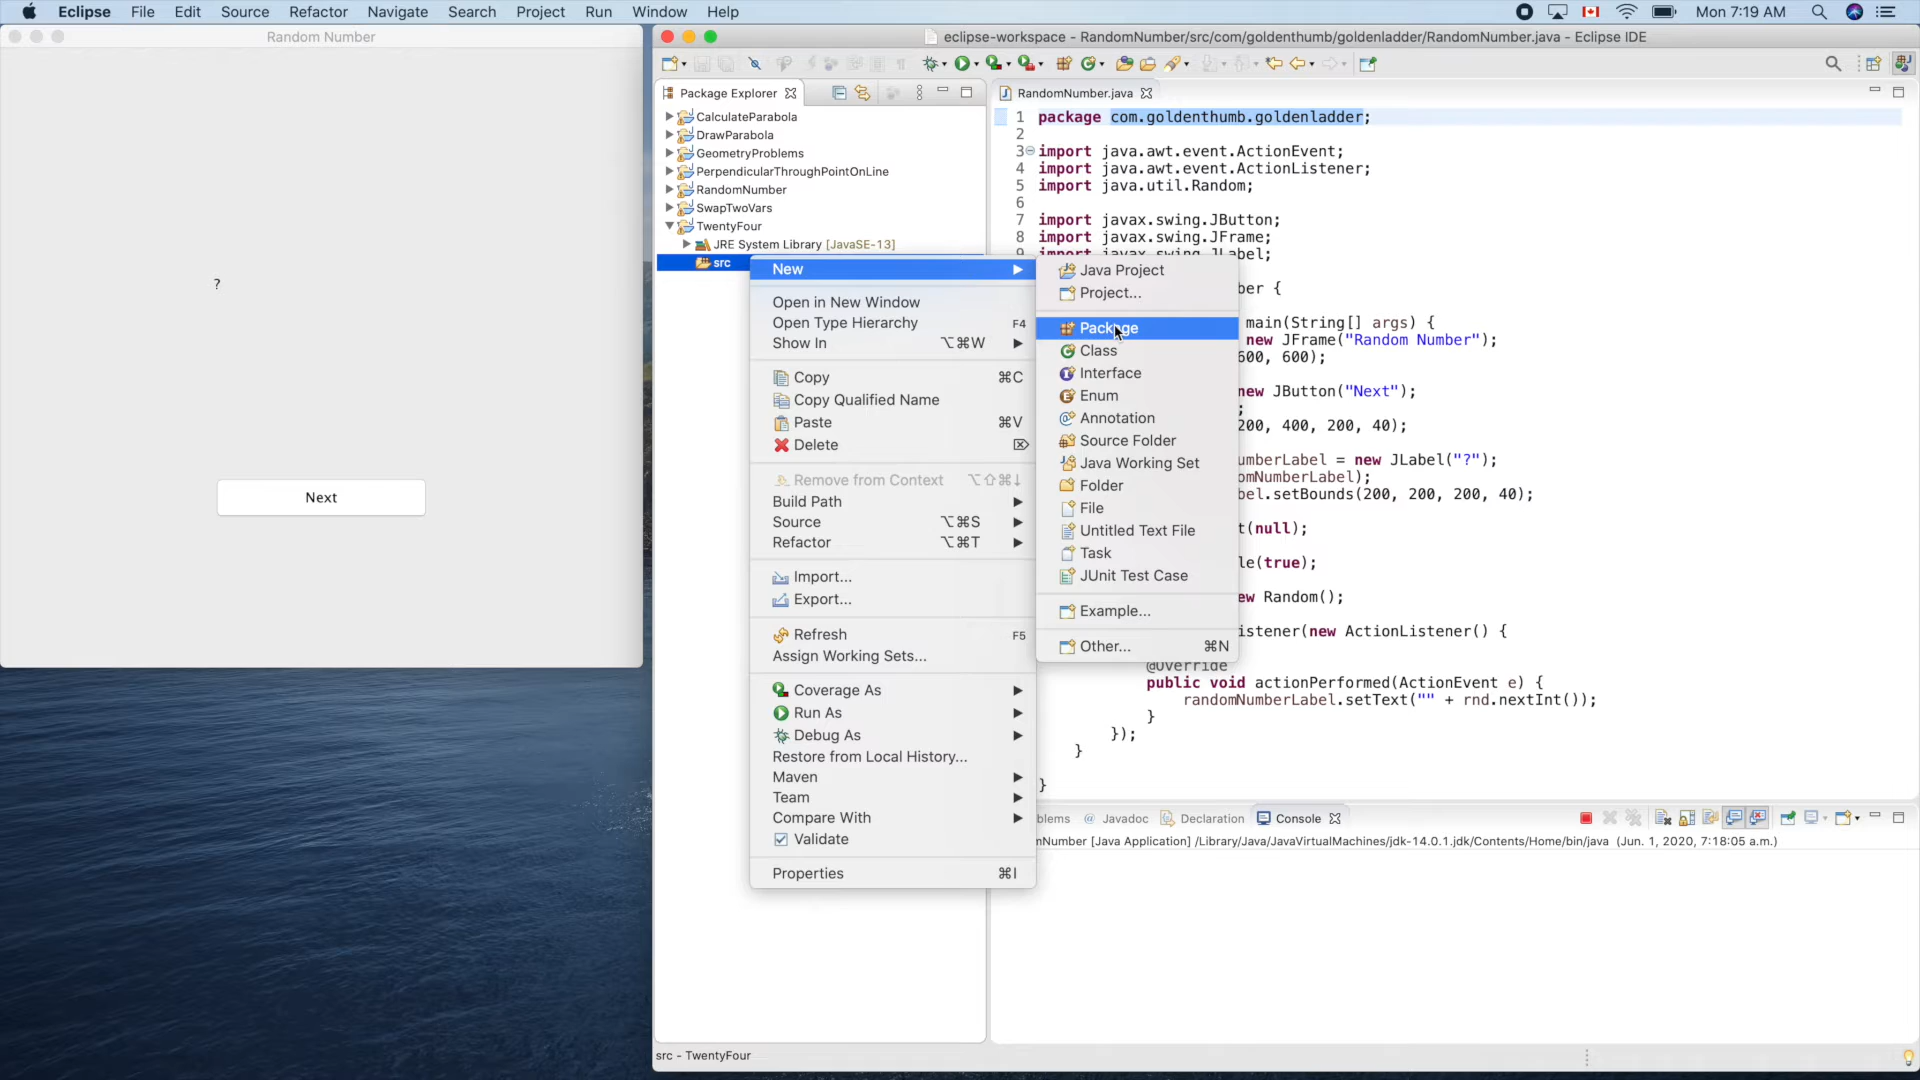 Eclipse File Edit Source Refactor Navigate Search Project Run Window Help
Mon 7:19 AM
Random Number
?
Next
eclipse-workspace - RandomNumber/src/com/goldenthumb/goldenladder/RandomNumber.java - Eclipse IDE
Package Explorer
CalculateParabola
DrawParabola
GeometryProblems
PerpendicularThroughPointOnLine
RandomNumber
SwapTwoVars
TwentyFour
JRE System Library [JavaSE-13]
src
New
Open in New Window
Open Type Hierarchy F4
Show In ⌥⌘W
Copy ⌘C
Copy Qualified Name
Paste ⌘V
Delete ⌦
Remove from Context ⌥⇧⌘↓
Build Path
Source ⌥⌘S
Refactor ⌥⌘T
Import...
Export...
Refresh F5
Assign Working Sets...
Coverage As
Run As
Debug As
Restore from Local History...
Maven
Team
Compare With
Validate
Properties ⌘I
Java Project
Project...
Package
Class
Interface
Enum
Annotation
Source Folder
Java Working Set
Folder
File
Untitled Text File
Task
JUnit Test Case
Example...
Other... ⌘N
RandomNumber.java
1 package com.goldenthumb.goldenladder;
2
3 import java.awt.event.ActionEvent;
4 import java.awt.event.ActionListener;
5 import java.util.Random;
6
7 import javax.swing.JButton;
8 import javax.swing.JFrame;
9 import javax.swing.JLabel;
ber {
main(String[] args) {
new JFrame("Random Number");
600, 600);
new JButton("Next");
;
200, 400, 200, 40);
umberLabel = new JLabel("?");
omNumberLabel);
bel.setBounds(200, 200, 200, 40);
t(null);
le(true);
ew Random();
istener(new ActionListener() {
@Override
public void actionPerformed(ActionEvent e) {
randomNumberLabel.setText("" + rnd.nextInt());
}
});
}
}
blems @ Javadoc Declaration Console
mNumber [Java Application] /Library/Java/JavaVirtualMachines/jdk-14.0.1.jdk/Contents/Home/bin/java (Jun. 1, 2020, 7:18:05 a.m.)
src - TwentyFour